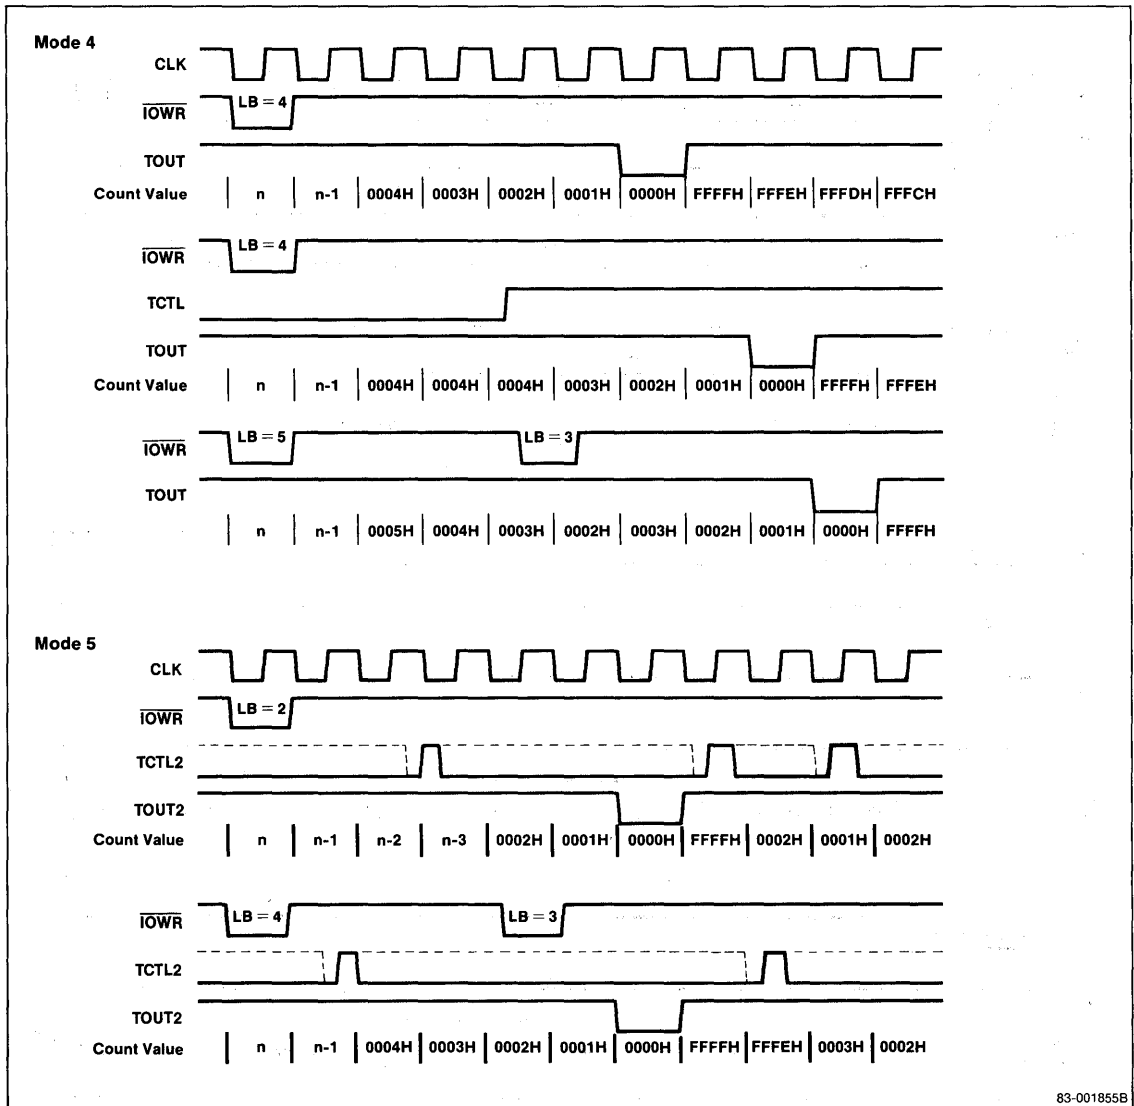 Mode 4
CLK
IOWR
LB = 4
TOUT
Count Value n n-1 0004H 0003H 0002H 0001H 0000H FFFFH FFFEH FFFDH FFFCH
IOWR
LB = 4
TCTL
TOUT
Count Value n n-1 0004H 0004H 0004H 0003H 0002H 0001H 0000H FFFFH FFFEH
IOWR
LB = 5 LB = 3
TOUT
n n-1 0005H 0004H 0003H 0002H 0003H 0002H 0001H 0000H FFFFH
Mode 5
CLK
IOWR
LB = 2
TCTL2
TOUT2
Count Value n n-1 n-2 n-3 0002H 0001H 0000H FFFFH 0002H 0001H 0002H
IOWR
LB = 4 LB = 3
TCTL2
TOUT2
Count Value n n-1 0004H 0003H 0002H 0001H 0000H FFFFH FFFEH 0003H 0002H
83-001855B